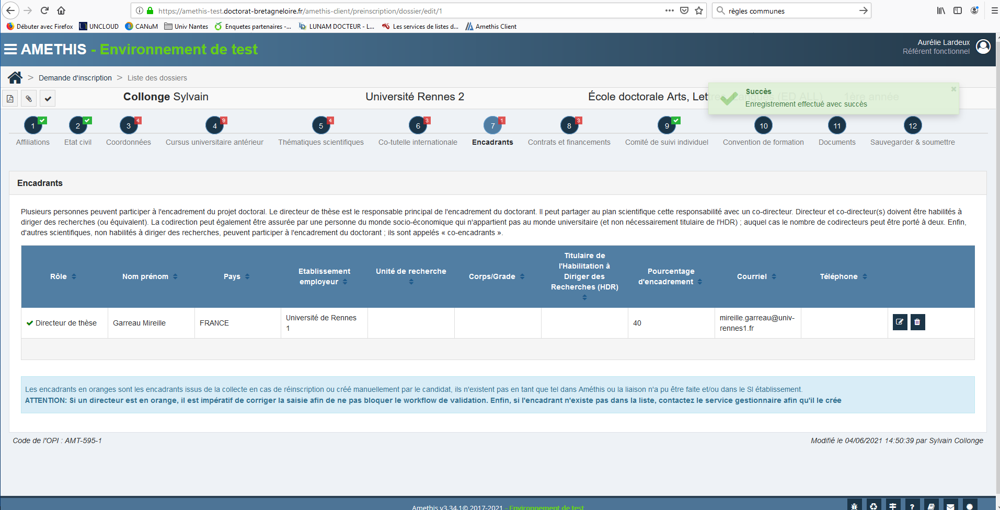 https://amethis-test.doctorat-bretagneloire.fr/amethis-client/preinscription/dossier/edit/1
règles communes
Débuter avec Firefox UNCLOUD CANuM Univ Nantes Enquetes partenaires -... LUNAM DOCTEUR - L... Les services de listes d... Amethis Client
AMETHIS - Environnement de test
Aurélie Lardeux
Référent fonctionnel
> Demande d'inscription > Liste des dossiers
Collonge Sylvain Université Rennes 2 École doctorale Arts, Lettres, Langues (ED ALL) 1ère année
Succès
Enregistrement effectué avec succès
1 2 3 4 4 9 5 4 6 3 7 1 8 3 9 10 11 12
Affiliations Etat civil Coordonnées Cursus universitaire antérieur Thématiques scientifiques Co-tutelle internationale Encadrants Contrats et financements Comité de suivi individuel Convention de formation Documents Sauvegarder & soumettre
Encadrants
Plusieurs personnes peuvent participer à l'encadrement du projet doctoral. Le directeur de thèse est le responsable principal de l'encadrement du doctorant. Il peut partager au plan scientifique cette responsabilité avec un co-directeur. Directeur et co-directeur(s) doivent être habilités à
diriger des recherches (ou équivalent). La codirection peut également être assurée par une personne du monde socio-économique qui n'appartient pas au monde universitaire (et non nécessairement titulaire de l'HDR) ; auquel cas le nombre de codirecteurs peut être porté à deux. Enfin,
d'autres scientifiques, non habilités à diriger des recherches, peuvent participer à l'encadrement du doctorant ; ils sont appelés « co-encadrants ».
Rôle
Nom prénom
Pays
Etablissement
employeur
Unité de recherche
Corps/Grade
Titulaire de
l'Habilitation à
Diriger des
Recherches (HDR)
Pourcentage
d'encadrement
Courriel
Téléphone
Directeur de thèse
Garreau Mireille
FRANCE
Université de Rennes
1
40
mireille.garreau@univ-
rennes1.fr
Les encadrants en oranges sont les encadrants issus de la collecte en cas de réinscription ou créé manuellement par le candidat, ils n'existent pas en tant que tel dans Améthis ou la liaison n'a pu être faite et/ou dans le SI établissement.
ATTENTION: Si un directeur est en orange, il est impératif de corriger la saisie afin de ne pas bloquer le workflow de validation. Enfin, si l'encadrant n'existe pas dans la liste, contactez le service gestionnaire afin qu'il le crée
Code de l'OPI : AMT-595-1
Modifié le 04/06/2021 14:50:39 par Sylvain Collonge
Amethis v3.34.1© 2017-2021 - Environnement de test